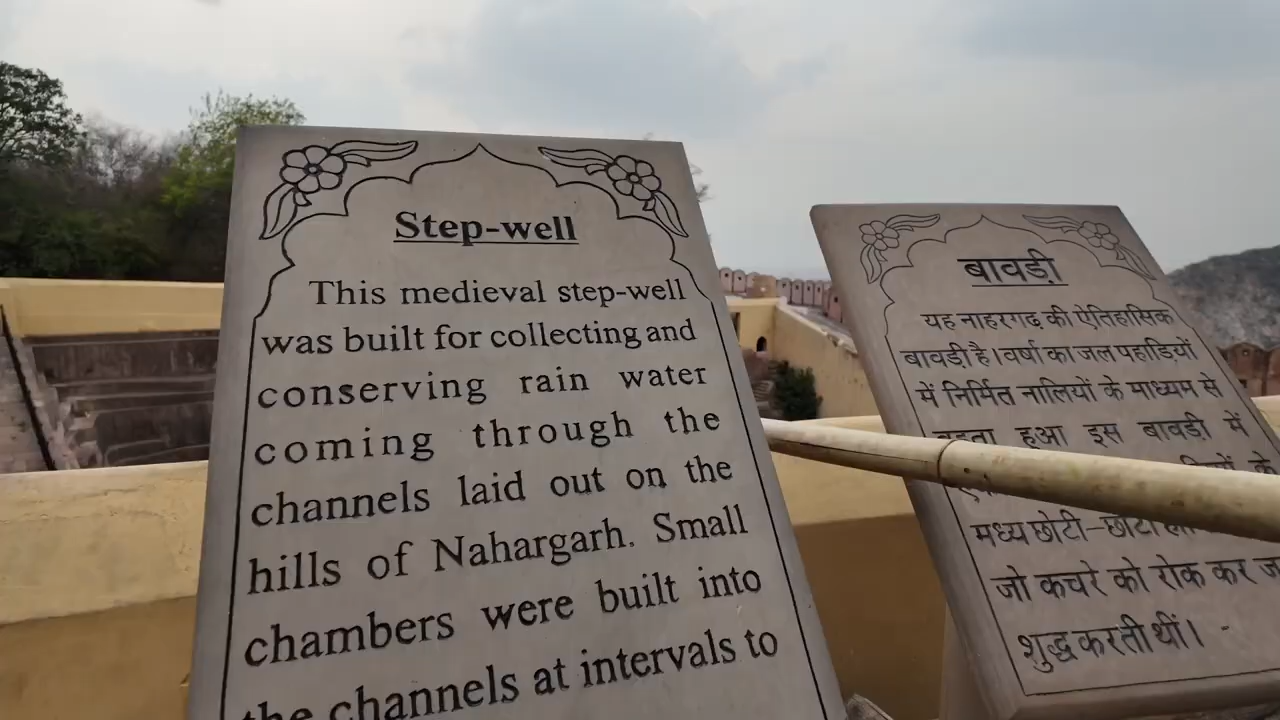 Step-well
This medieval step-well
was built for collecting and
conserving rain water
coming through the
channels laid out on the
hills of Nahargarh. Small
chambers were built into
the channels at intervals to
बावड़ी
यह नाहरगढ़ की ऐतिहासिक
बावड़ी है। वर्षा का जल पहाडियों
में निर्मित नालियों के माध्यम से
हुआ इस बावड़ी में
के
मध्य छोटी-छोटी
जो कचरे को रोक कर
शुद्ध करती थीं।